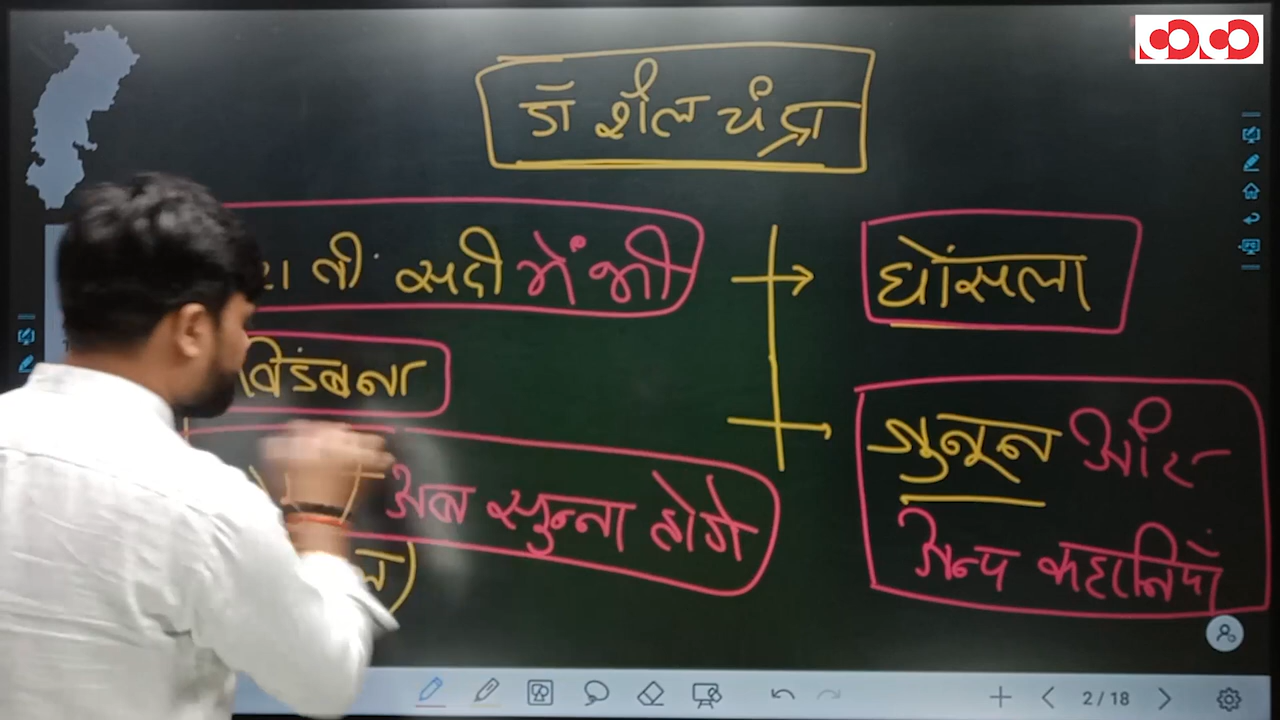 डॉ शैल चंद्रा
वी सदी में भी
घोंसला
विडंबना
गुनून और
अब सुन्ना होगे
अन्य कहानियाँ
2 / 18